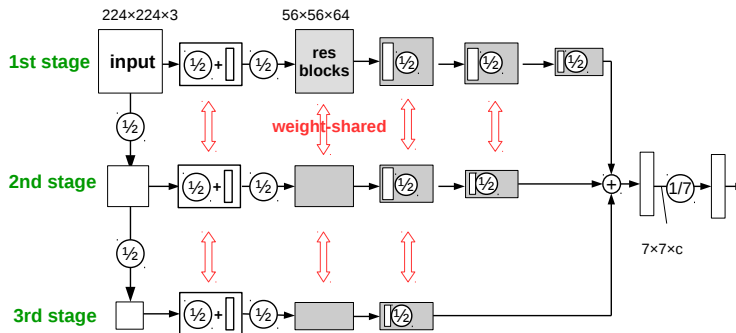 224×224×3
56×56×64
1st stage
input
½ +
½
res
blocks
½
½
½
½
weight-shared
2nd stage
½ +
½
½
½
+
1/7
½
7×7×c
3rd stage
½ +
½
½